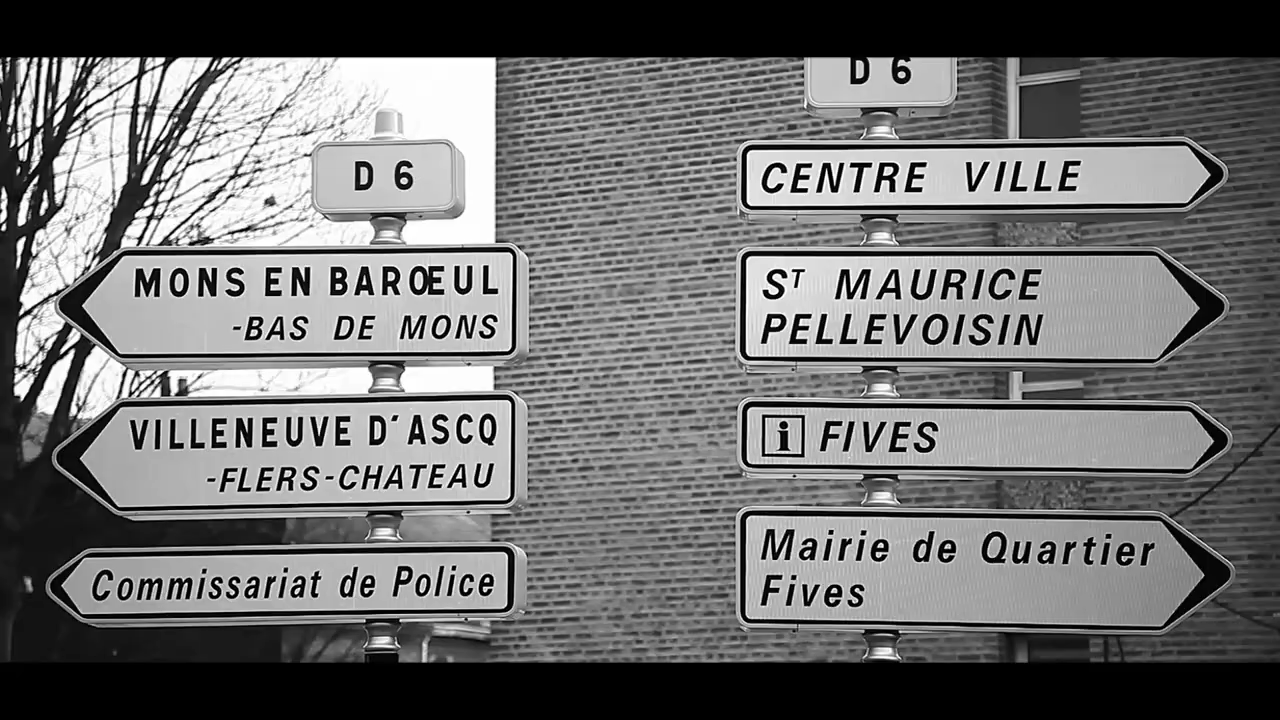 D 6
MONS EN BARŒUL
-BAS DE MONS
VILLENEUVE D'ASCQ
-FLERS-CHATEAU
Commissariat de Police
D 6
CENTRE VILLE
ST MAURICE
PELLEVOISIN
i FIVES
Mairie de Quartier
Fives